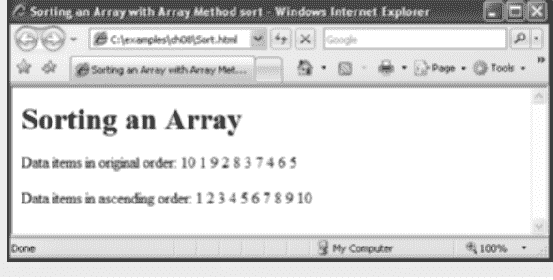 Sorting an Array with Array Method sort - Windows Internet Explorer
C:\examples\ch08\Sort.html
Google
Sorting an Array with Array Met...
Page
Tools
Sorting an Array
Data items in original order: 10 1 9 2 8 3 7 4 6 5
Data items in ascending order: 1 2 3 4 5 6 7 8 9 10
Done
My Computer
100%